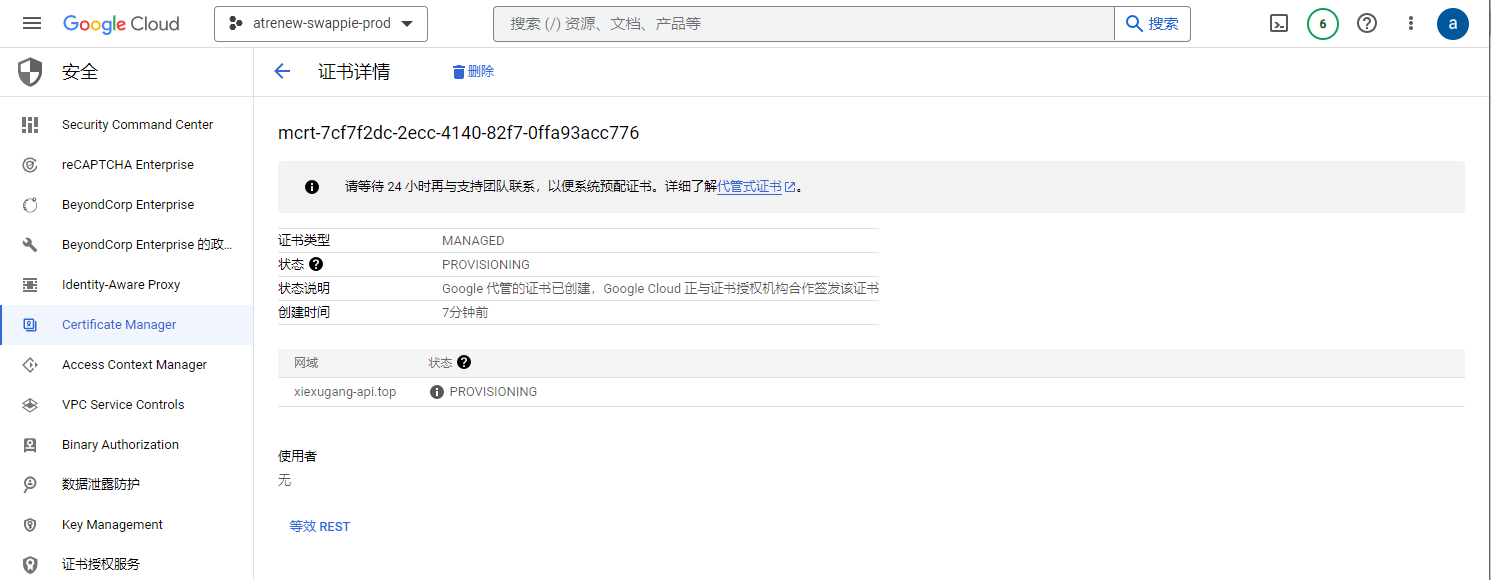 Google Cloud
atrenew-swappie-prod
搜索 (/) 资源、文档、产品等
搜索
6
a
安全
证书详情
删除
Security Command Center
reCAPTCHA Enterprise
BeyondCorp Enterprise
BeyondCorp Enterprise 的政...
Identity-Aware Proxy
Certificate Manager
Access Context Manager
VPC Service Controls
Binary Authorization
数据泄露防护
Key Management
证书授权服务
mcrt-7cf7f2dc-2ecc-4140-82f7-0ffa93acc776
请等待 24 小时再与支持团队联系，以便系统预配证书。详细了解代管式证书。
证书类型 MANAGED
状态 PROVISIONING
状态说明 Google 代管的证书已创建，Google Cloud 正与证书授权机构合作签发该证书
创建时间 7分钟前
网域 状态
xiexugang-api.top PROVISIONING
使用者
无
等效 REST